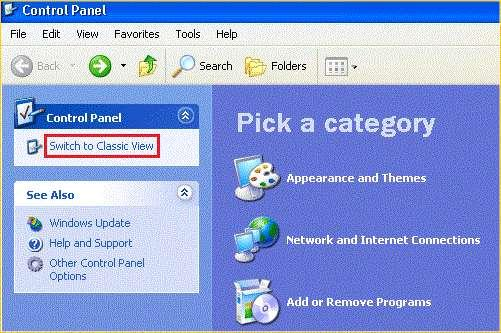 Control Panel
File Edit View Favorites Tools Help
Back Search Folders
Control Panel
Switch to Classic View
See Also
Windows Update
Help and Support
Other Control Panel
Options
Pick a category
Appearance and Themes
Network and Internet Connections
Add or Remove Programs